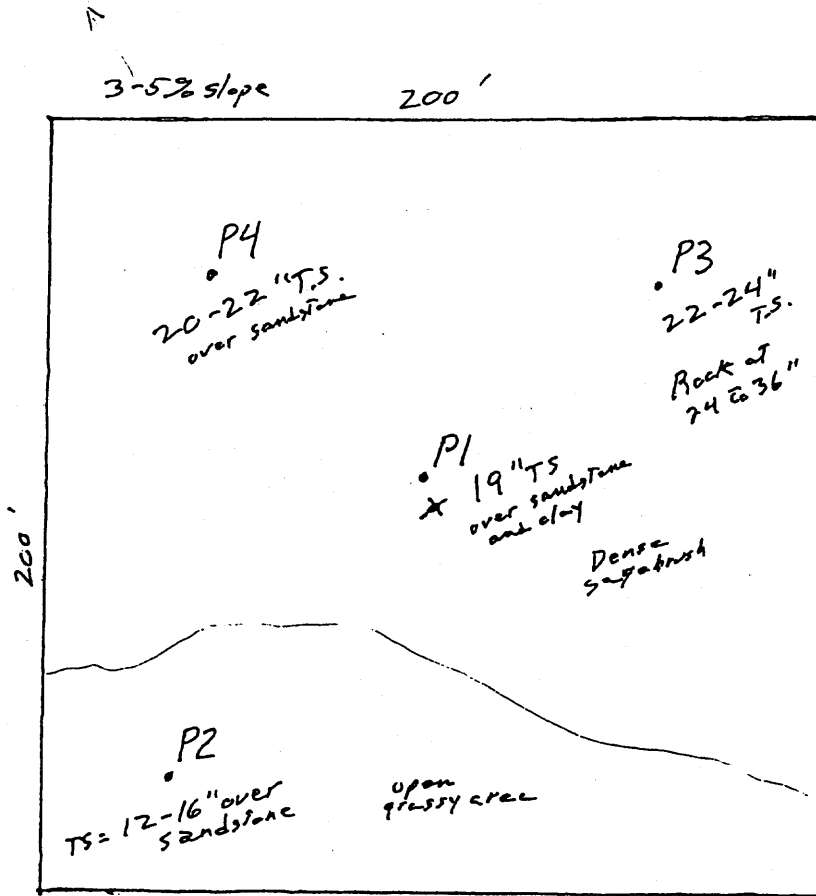 3-5% slope
200'
P4
20-22" T.S.
over sandstone
P3
22-24"
T.S.
Rock at
24 to 36"
P1
X 19" TS
over sandstone
and clay
Dense
sagebrush
200'
P2
TS= 12-16" over
sandstone
open
grassy area